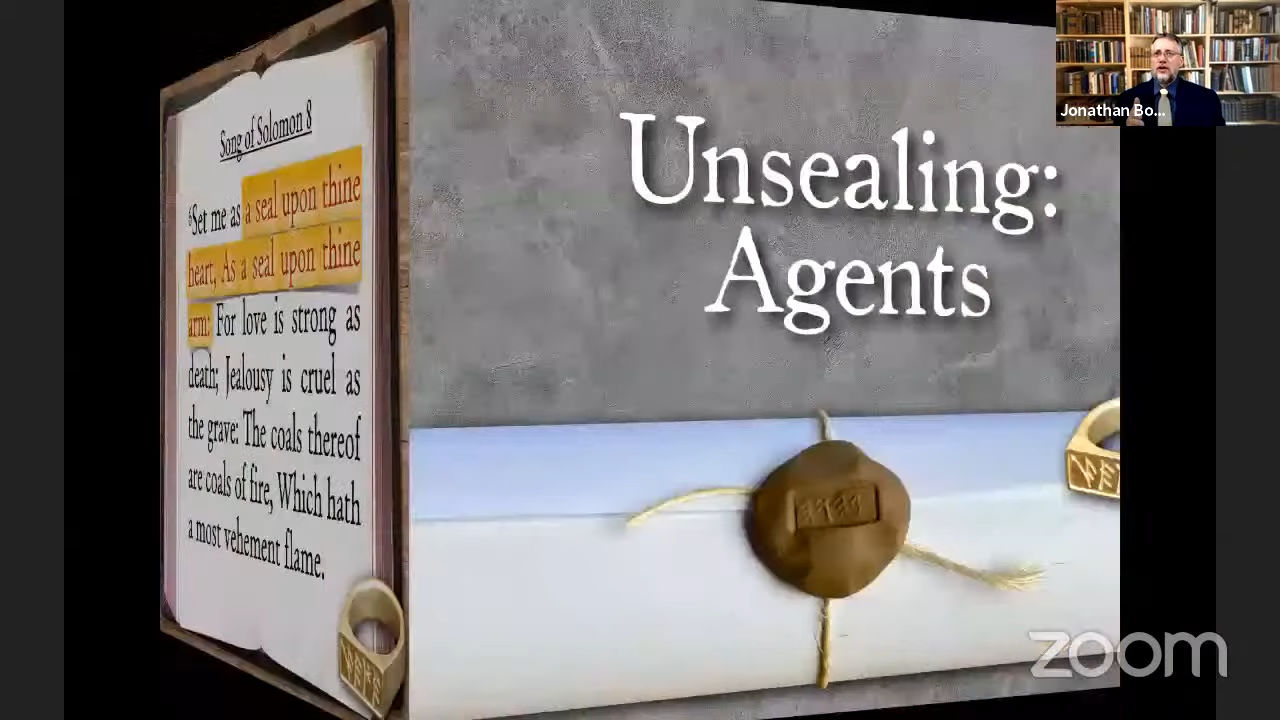 Song of Solomon 8
6Set me as a seal upon thine
heart, As a seal upon thine
arm: For love is strong as
death; Jealousy is cruel as
the grave: The coals thereof
are coals of fire, Which hath
a most vehement flame.
Unsealing:
Agents
Jonathan Bo...
zoom